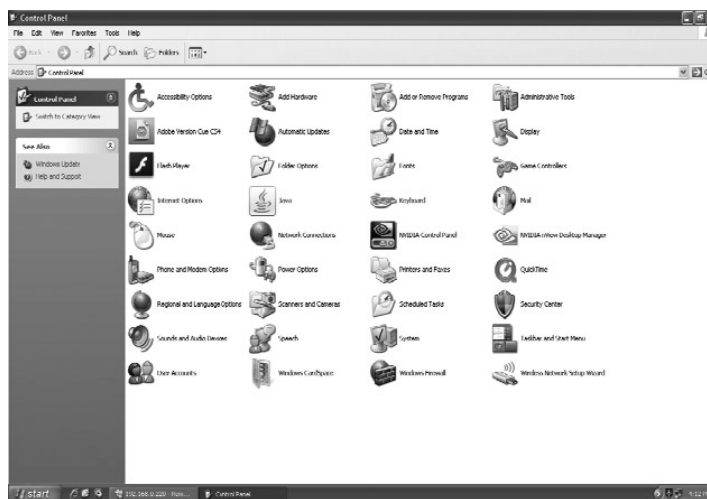 Control Panel
File Edit View Favorites Tools Help
Back Search Folders
Address Control Panel
Control Panel
Switch to Category View
See Also
Windows Update
Help and Support
Accessibility Options Add Hardware Add or Remove Programs Administrative Tools
Adobe Version Cue CS4 Automatic Updates Date and Time Display
Flash Player Folder Options Fonts Game Controllers
Internet Options Java Keyboard Mail
Mouse Network Connections NVIDIA Control Panel NVIDIA nView Desktop Manager
Phone and Modem Options Power Options Printers and Faxes QuickTime
Regional and Language Options Scanners and Cameras Scheduled Tasks Security Center
Sounds and Audio Devices Speech System Taskbar and Start Menu
User Accounts Windows CardSpace Windows Firewall Wireless Network Setup Wizard
start 192.168.0.220 - Rem... Control Panel